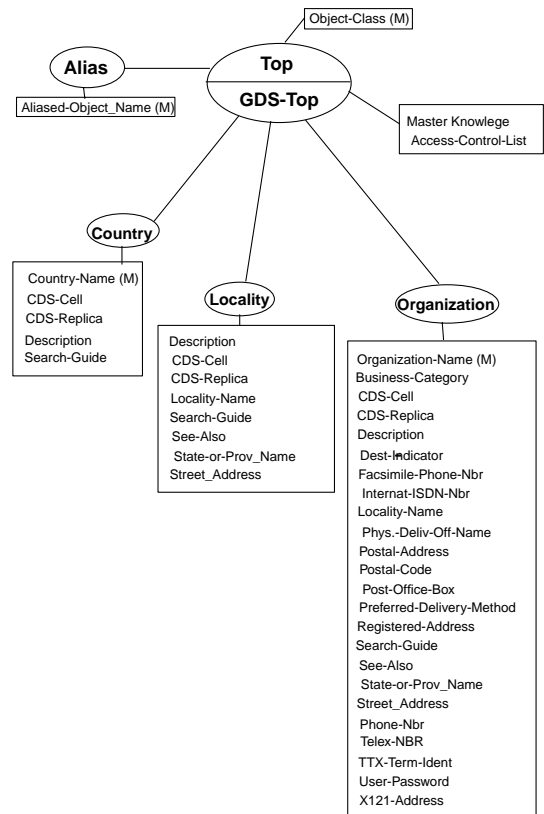 Object-Class (M)
Alias
Top
GDS-Top
Aliased-Object_Name (M)
Master Knowlege
Access-Control-List
Country
Country-Name (M)
CDS-Cell
CDS-Replica
Description
Search-Guide
Locality
Description
CDS-Cell
CDS-Replica
Locality-Name
Search-Guide
See-Also
State-or-Prov_Name
Street_Address
Organization
Organization-Name (M)
Business-Category
CDS-Cell
CDS-Replica
Description
Dest-Indicator
Facsimile-Phone-Nbr
Internat-ISDN-Nbr
Locality-Name
Phys.-Deliv-Off-Name
Postal-Address
Postal-Code
Post-Office-Box
Preferred-Delivery-Method
Registered-Address
Search-Guide
See-Also
State-or-Prov_Name
Street_Address
Phone-Nbr
Telex-NBR
TTX-Term-Ident
User-Password
X121-Address